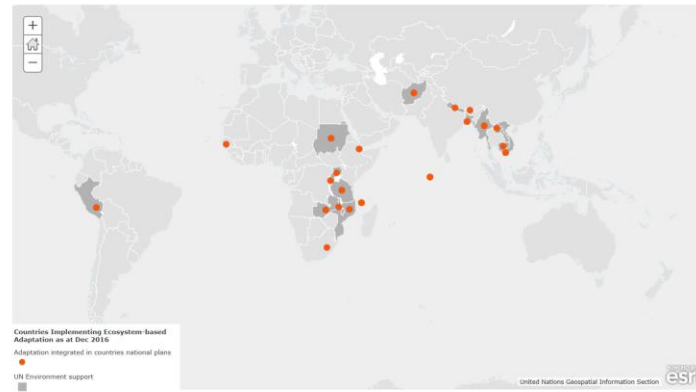 +
−
Countries Implementing Ecosystem-based
Adaptation as at Dec 2016
Adaptation integrated in countries national plans
UN Environment support
United Nations Geospatial Information Section
esr